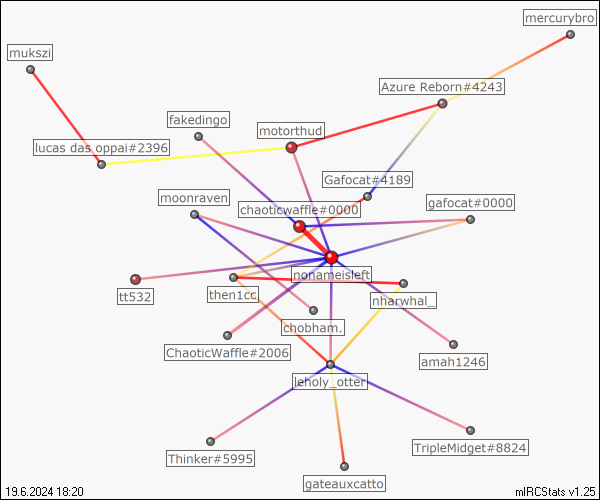 mercurybro
mukszi
Azure Reborn#4243
fakedingo
motorthud
lucas das oppai#2396
Gafocat#4189
moonraven
gafocat#0000
chaoticwaffle#0000
nonameisleft
tt532
then1cc
nharwhal_
chobham.
ChaoticWaffle#2006
amah1246
leholy_otter
TripleMidget#8824
Thinker#5995
gateauxcatto
19.6.2024 18:20
mIRCStats v1.25